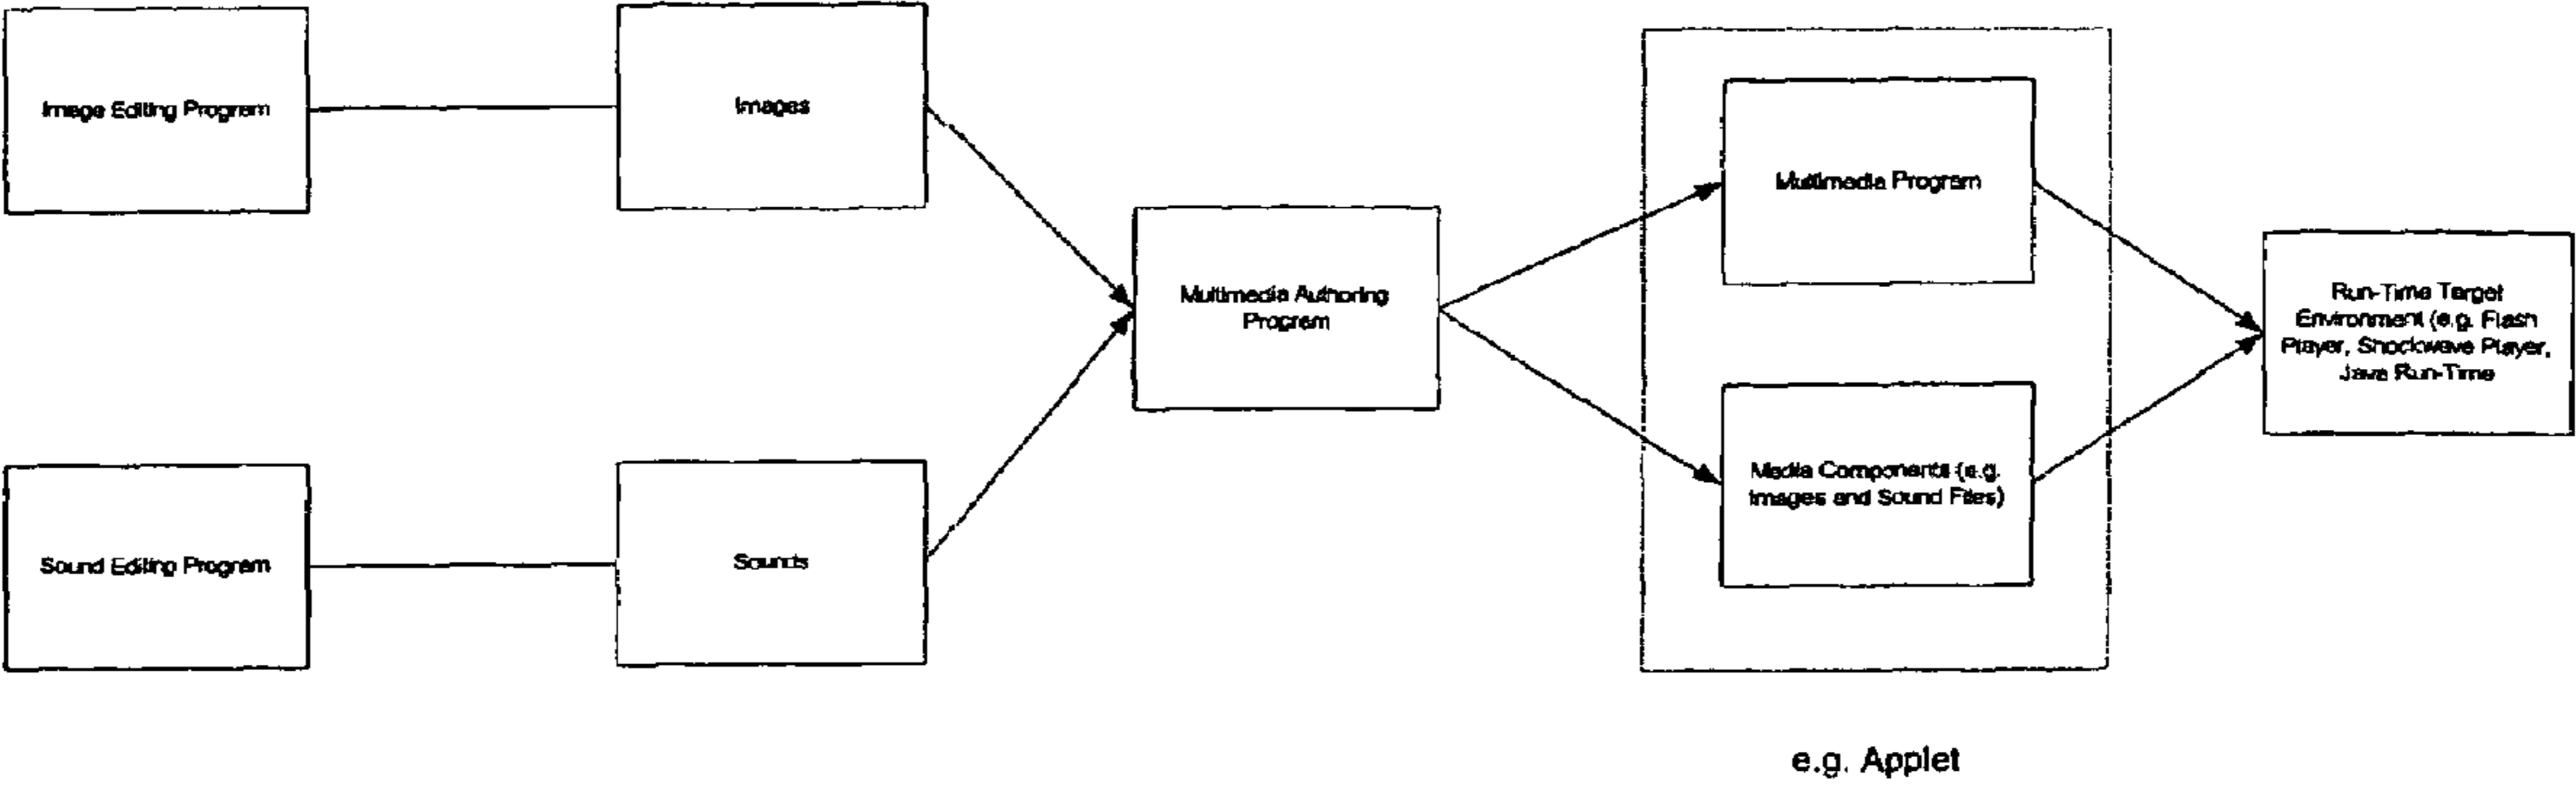 Image Editing Program
Images
Multimedia Program
Multimedia Authoring
Program
Run-Time Target
Environment (e.g. Flash
Player, Shockwave Player,
Java Run-Time
Media Components (e.g.
Images and Sound Files)
Sound Editing Program
Sounds
e.g. Applet